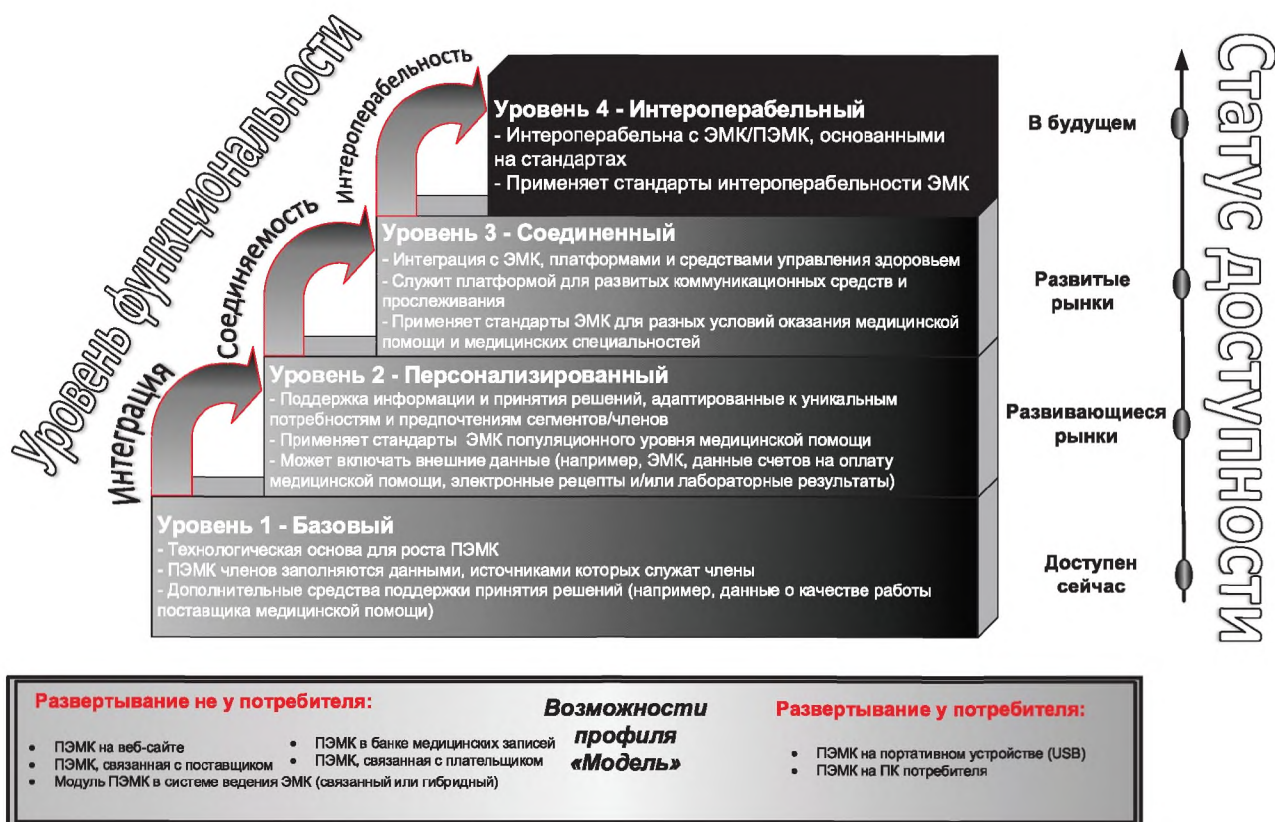 Уровень функциональности
Интеграция
Соединяемость
Интероперабельность
Уровень 4 - Интероперабельный
- Интероперабельна с ЭМК/ПЭМК, основанными
на стандартах
- Применяет стандарты интероперабельности ЭМК
Уровень 3 - Соединенный
- Интеграция с ЭМК, платформами и средствами управления здоровьем
- Служит платформой для развитых коммуникационных средств и
прослеживания
- Применяет стандарты ЭМК для разных условий оказания медицинской
помощи и медицинских специальностей
Уровень 2 - Персонализированный
- Поддержка информации и принятия решений, адаптированные к уникальным
потребностям и предпочтениям сегментов/членов
- Применяет стандарты ЭМК популяционного уровня медицинской помощи
- Может включать внешние данные (например, ЭМК, данные счетов на оплату
медицинской помощи, электронные рецепты и/или лабораторные результаты)
Уровень 1 - Базовый
- Технологическая основа для роста ПЭМК
- ПЭМК членов заполняются данными, источниками которых служат члены
- Дополнительные средства поддержки принятия решений (например, данные о качестве работы
поставщика медицинской помощи)
В будущем
Развитые
рынки
Развивающиеся
рынки
Доступен
сейчас
Статус доступности
Развертывание не у потребителя:
• ПЭМК на веб-сайте
• ПЭМК, связанная с поставщиком
• Модуль ПЭМК в системе ведения ЭМК (связанный или гибридный)
• ПЭМК в банке медицинских записей
• ПЭМК, связанная с плательщиком
Возможности
профиля
«Модель»
Развертывание у потребителя:
• ПЭМК на портативном устройстве (USB)
• ПЭМК на ПК потребителя